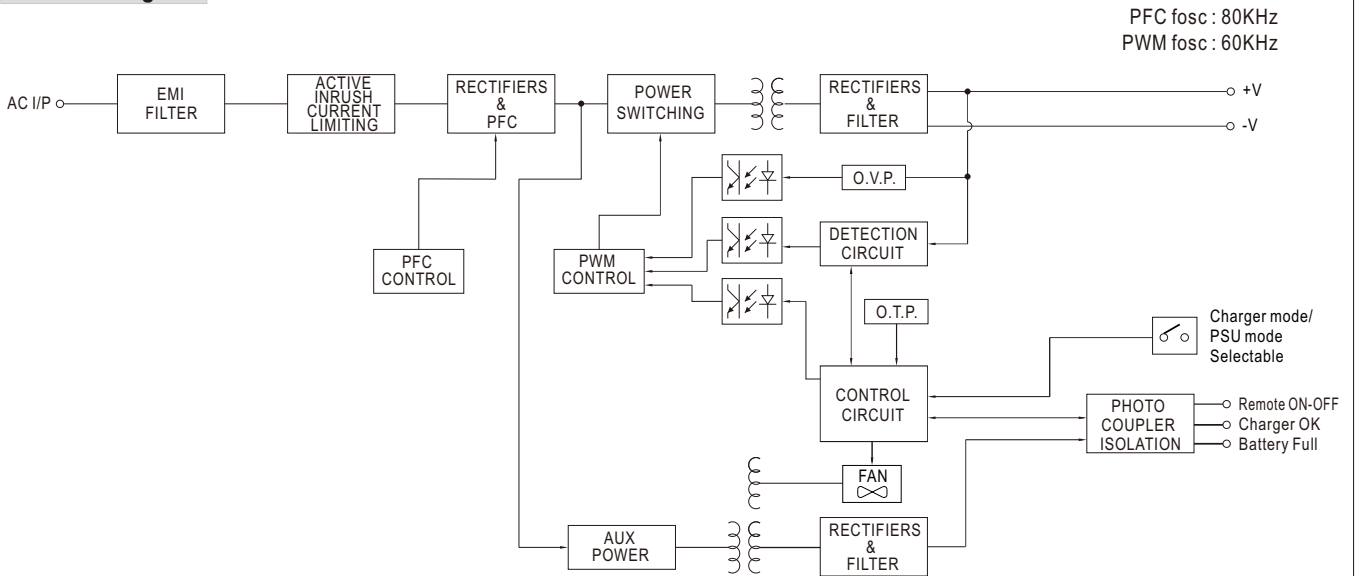 PFC fosc : 80KHz
PWM fosc : 60KHz
AC I/P
EMI
FILTER
ACTIVE
INRUSH
CURRENT
LIMITING
RECTIFIERS
&
PFC
POWER
SWITCHING
RECTIFIERS
&
FILTER
+V
-V
O.V.P.
PFC
CONTROL
PWM
CONTROL
DETECTION
CIRCUIT
O.T.P.
Charger mode/
PSU mode
Selectable
CONTROL
CIRCUIT
PHOTO
COUPLER
ISOLATION
Remote ON-OFF
Charger OK
Battery Full
FAN
AUX
POWER
RECTIFIERS
&
FILTER